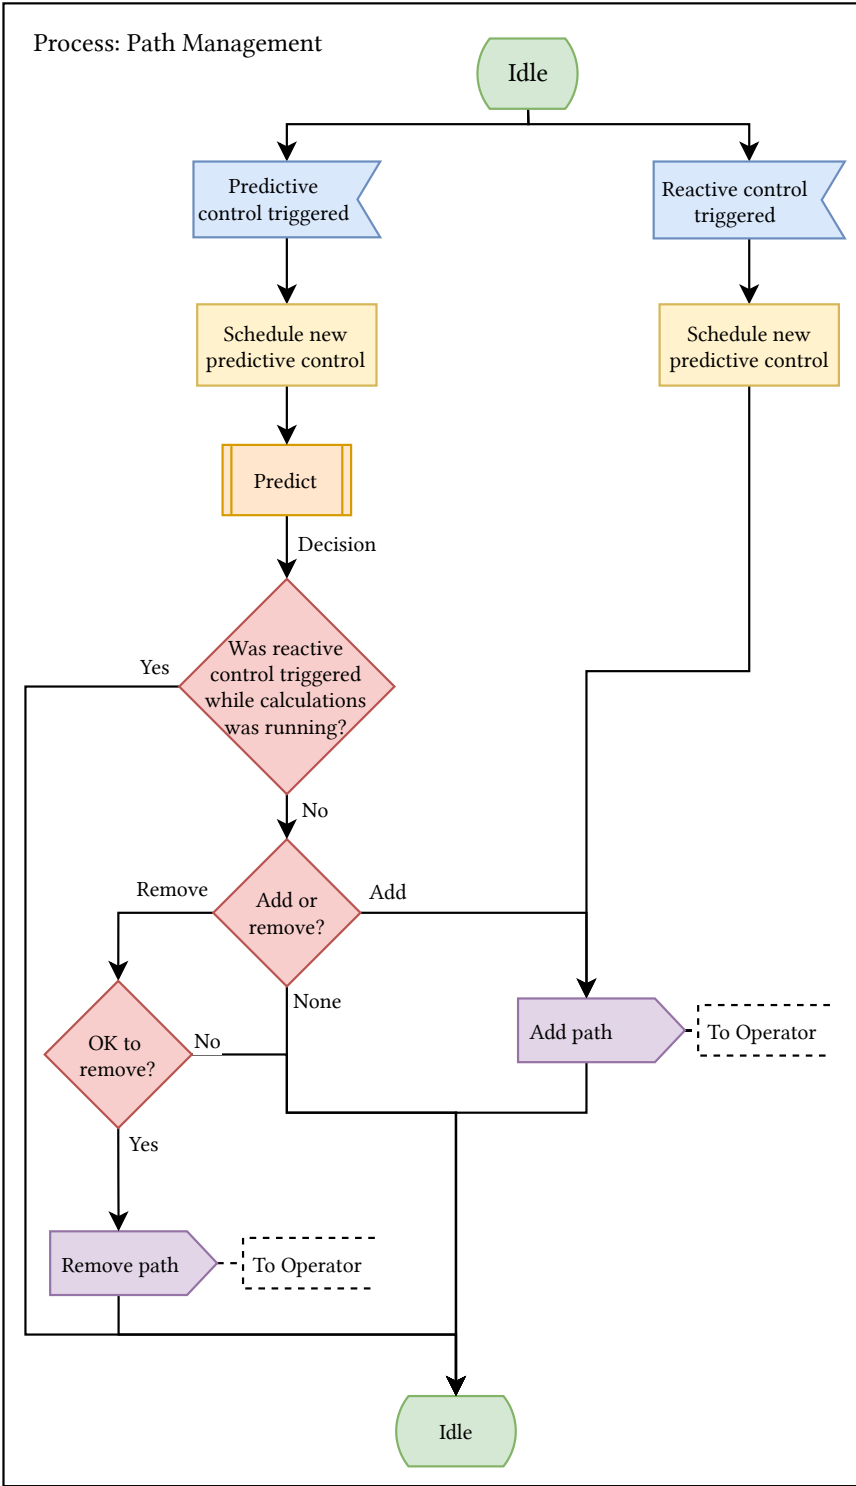 Process: Path Management
Idle
Predictive
control triggered
Reactive control
triggered
Schedule new
predictive control
Schedule new
predictive control
Predict
Decision
Was reactive
control triggered
while calculations
was running?
Yes
No
Add or
remove?
Remove
Add
None
OK to
remove?
No
Add path
To Operator
Yes
Remove path
To Operator
Idle